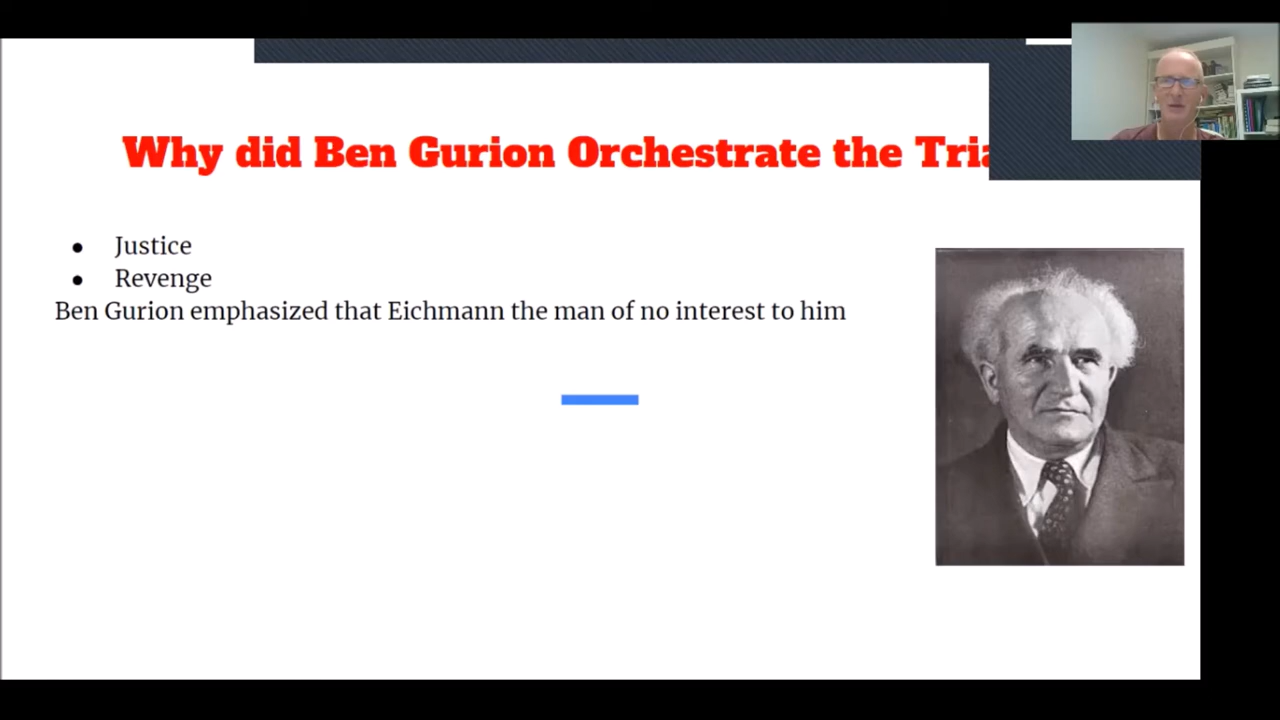 Why did Ben Gurion Orchestrate the Tria
Justice
Revenge
Ben Gurion emphasized that Eichmann the man of no interest to him